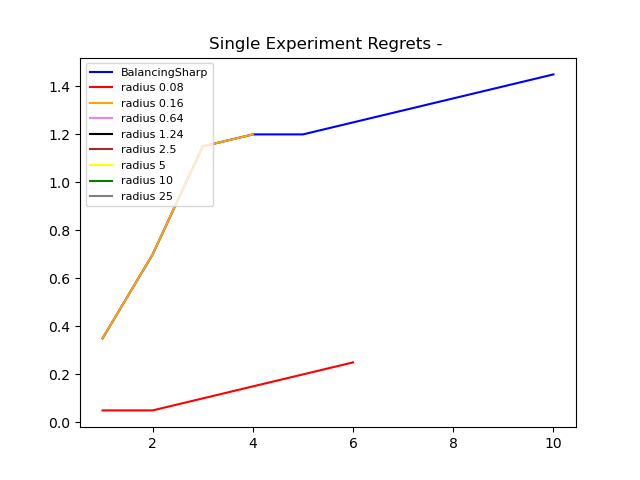 Single Experiment Regrets -
BalancingSharp
radius 0.08
radius 0.16
radius 0.64
radius 1.24
radius 2.5
radius 5
radius 10
radius 25
1.4
1.2
1.0
0.8
0.6
0.4
0.2
0.0
2 4 6 8 10